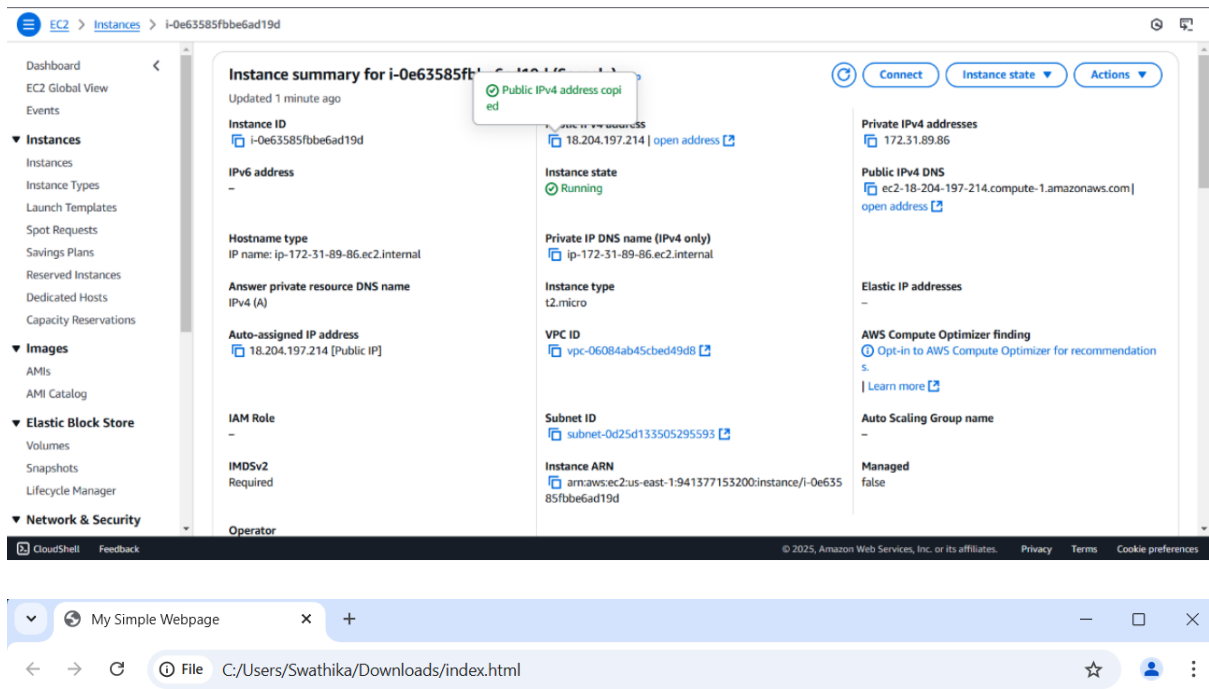 EC2 > Instances > i-0e63585fbbe6ad19d
Dashboard
EC2 Global View
Events
Instances
Instances
Instance Types
Launch Templates
Spot Requests
Savings Plans
Reserved Instances
Dedicated Hosts
Capacity Reservations
Images
AMIs
AMI Catalog
Elastic Block Store
Volumes
Snapshots
Lifecycle Manager
Network & Security
Instance summary for i-0e63585f
Updated 1 minute ago
Connect
Instance state
Actions
Public IPv4 address copi
ed
Instance ID
i-0e63585fbbe6ad19d
address
18.204.197.214 | open address
Private IPv4 addresses
172.31.89.86
IPv6 address
–
Instance state
Running
Public IPv4 DNS
ec2-18-204-197-214.compute-1.amazonaws.com |
open address
Hostname type
IP name: ip-172-31-89-86.ec2.internal
Private IP DNS name (IPv4 only)
ip-172-31-89-86.ec2.internal
Answer private resource DNS name
IPv4 (A)
Instance type
t2.micro
Elastic IP addresses
–
Auto-assigned IP address
18.204.197.214 [Public IP]
VPC ID
vpc-06084ab45cbed49d8
AWS Compute Optimizer finding
Opt-in to AWS Compute Optimizer for recommendation
s.
| Learn more
IAM Role
–
Subnet ID
subnet-0d25d133505295593
Auto Scaling Group name
–
IMDSv2
Required
Instance ARN
arn:aws:ec2:us-east-1:941377153200:instance/i-0e635
85fbbe6ad19d
Managed
false
Operator
CloudShell
Feedback
© 2025, Amazon Web Services, Inc. or its affiliates.
Privacy
Terms
Cookie preferences
My Simple Webpage
File
C:/Users/Swathika/Downloads/index.html